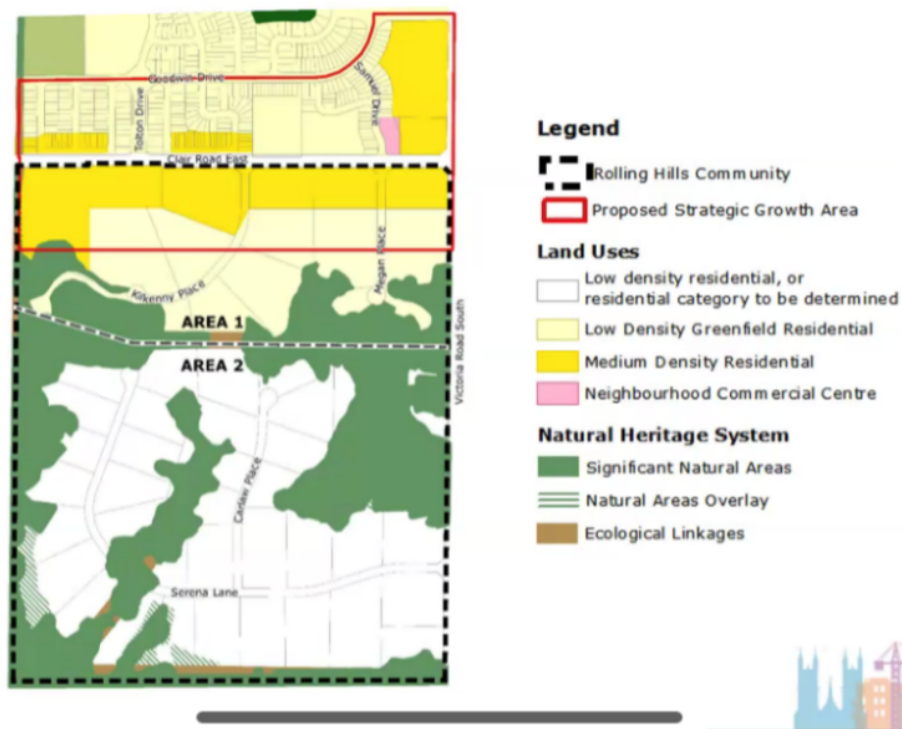 Goodwin Drive
Samuel Drive
Tolton Drive
Clair Road East
Megan Place
Kilkenny Place
AREA 1
AREA 2
Victoria Road South
Carlaw Place
Serena Lane
Legend
Rolling Hills Community
Proposed Strategic Growth Area
Land Uses
Low density residential, or
residential category to be determined
Low Density Greenfield Residential
Medium Density Residential
Neighbourhood Commercial Centre
Natural Heritage System
Significant Natural Areas
Natural Areas Overlay
Ecological Linkages